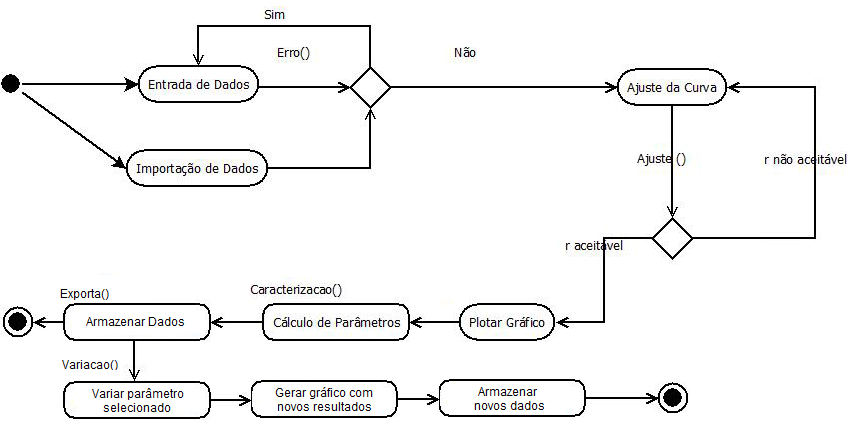 Sim
Erro()
Não
Entrada de Dados
Ajuste da Curva
Importação de Dados
Ajuste ()
r não aceitável
r aceitável
Exporta()
Caracterizacao()
Armazenar Dados
Cálculo de Parâmetros
Plotar Gráfico
Variacao()
Variar parâmetro
selecionado
Gerar gráfico com
novos resultados
Armazenar
novos dados